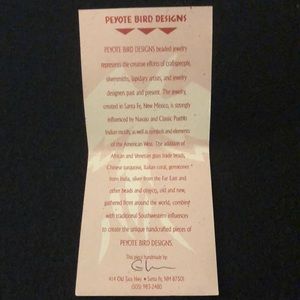 PEYOTE BIRD DESIGNS
PEYOTE BIRD DESIGNS beaded jewelry
represents the creative efforts of craftspeople,
silversmiths, lapidary artists, and jewelry
designers past and present. The jewelry,
created in Santa Fe, New Mexico, is strongly
influenced by Navajo and Classic Pueblo
Indian motifs, as well as symbols and elements
of the American West. The addition of
African and Venetian glass trade beads,
Chinese turquoise, Italian coral, gemstones
from India, silver from the Far East and
other beads and objects, old and new,
gathered from around the world, combine
with traditional Southwestern influences
to create the unique handcrafted pieces of
PEYOTE BIRD DESIGNS.
This piece handmade by
414 Old Taos Hwy • Santa Fe, NM 87501
(505) 983-2480